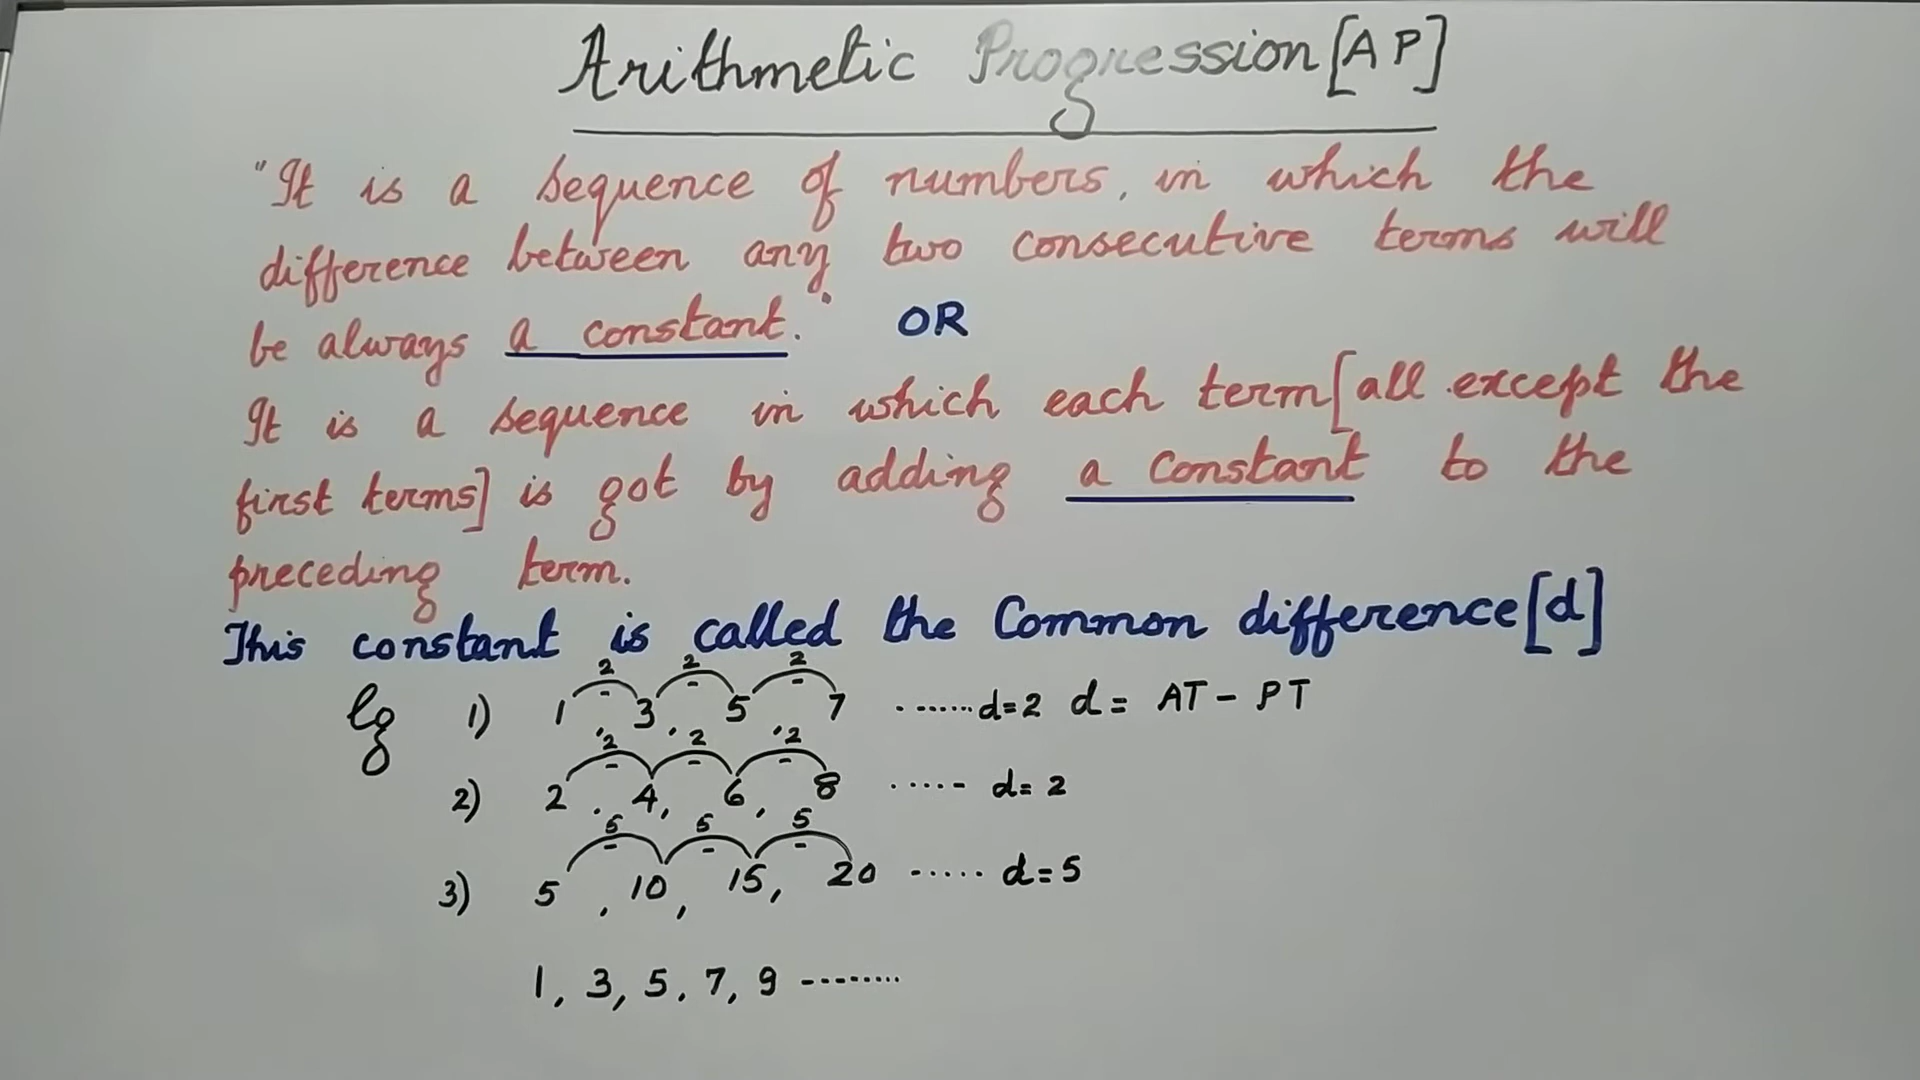 Arithmetic Progression [AP]
"It is a sequence of numbers, in which the
difference between any two consecutive terms will
be always a constant." OR
It is a sequence in which each term [all except the
first terms] is got by adding a constant to the
preceding term.
This constant is called the Common difference [d]
2 2 2
Eg 1) 1, 3, 5, 7 ....... d=2 d= AT - PT
2 2 2
2) 2, 4, 6, 8 ..... d= 2
5 5 5
3) 5, 10, 15, 20 ..... d=5
1, 3, 5, 7, 9 --------